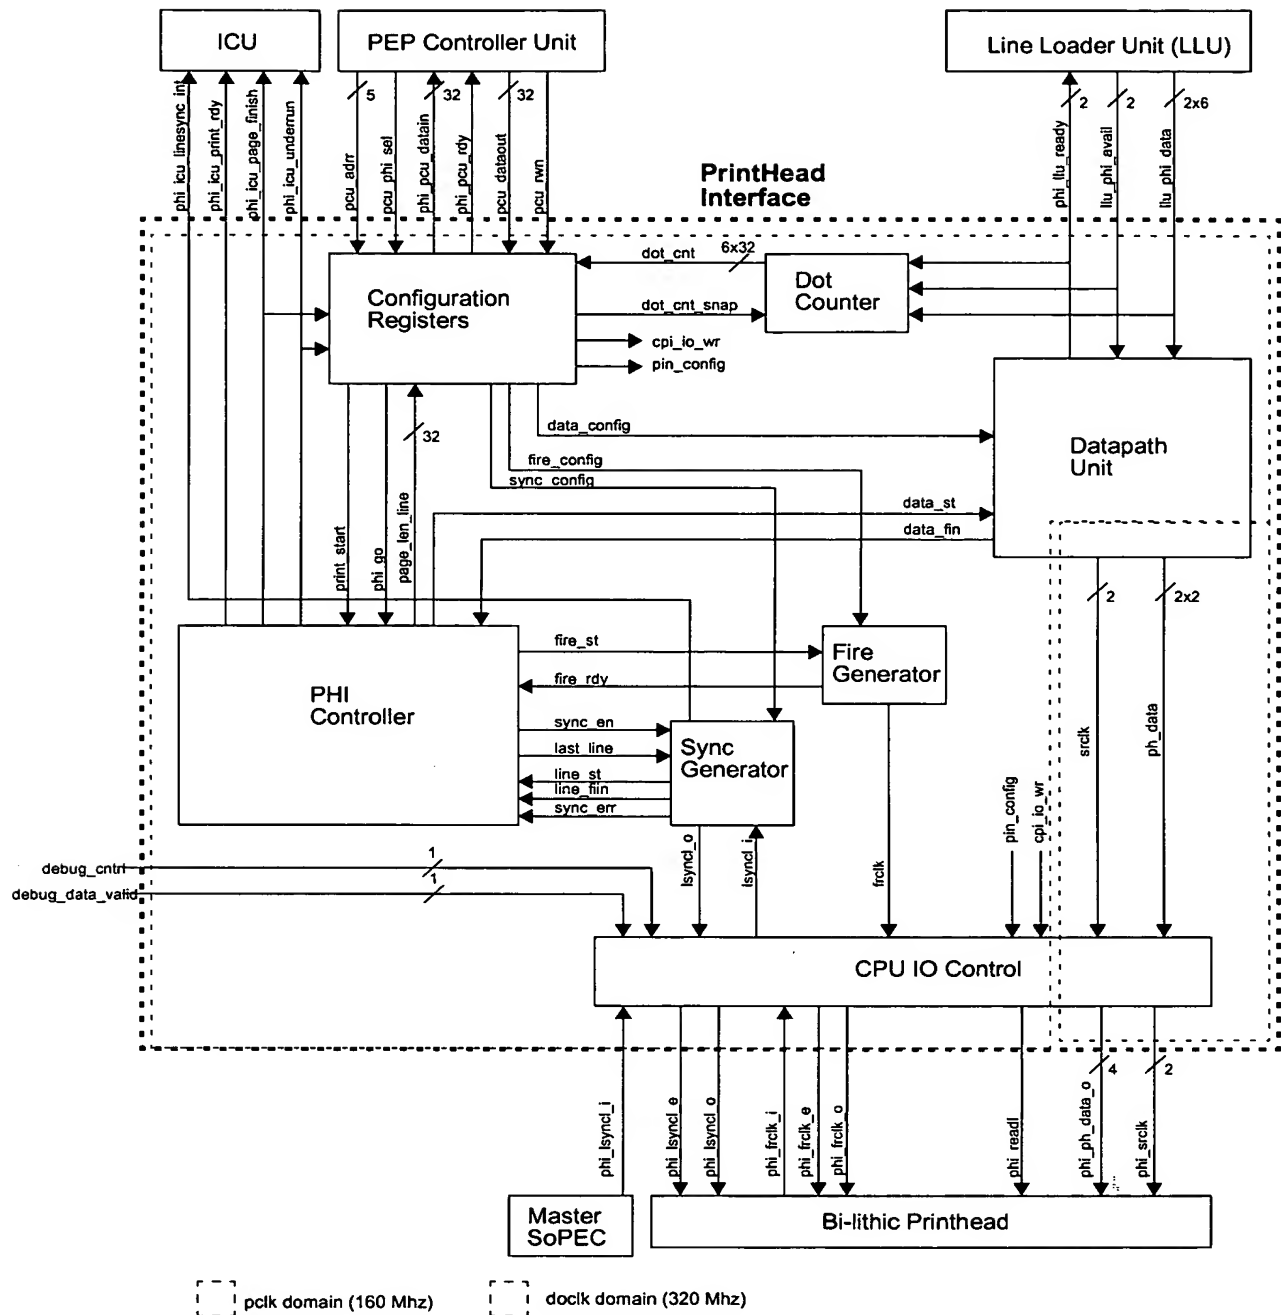 ICU
PEP Controller Unit
Line Loader Unit (LLU)
phi_icu_linesync_int
phi_icu_print_rdy
phi_icu_page_finish
phi_icu_underrun
5
32
32
pcu_adrr
pcu_phi_sel
phi_pcu_datain
phi_pcu_rdy
pcu_dataout
pcu_rwn
2
2
2x6
phi_llu_ready
llu_phi_avail
llu_phi_data
PrintHead
Interface
Configuration
Registers
dot_cnt
6x32
dot_cnt_snap
cpi_io_wr
pin_config
Dot
Counter
32
data_config
fire_config
sync_config
Datapath
Unit
print_start
phi_go
page_len_line
data_st
data_fin
2
2x2
PHI
Controller
fire_st
fire_rdy
Fire
Generator
sync_en
last_line
line_st
line_fiin
sync_err
Sync
Generator
srclk
ph_data
debug_cntrl
1
debug_data_valid
1
lsyncl_o
lsyncl_i
frclk
pin_config
cpi_io_wr
CPU IO Control
phi_lsyncl_i
phi_lsyncl_e
phi_lsyncl_o
phi_frclk_i
phi_frclk_e
phi_frclk_o
phi_readl
phi_ph_data_o
4
phi_srclk
2
Master
SoPEC
Bi-lithic Printhead
pclk domain (160 Mhz)
doclk domain (320 Mhz)